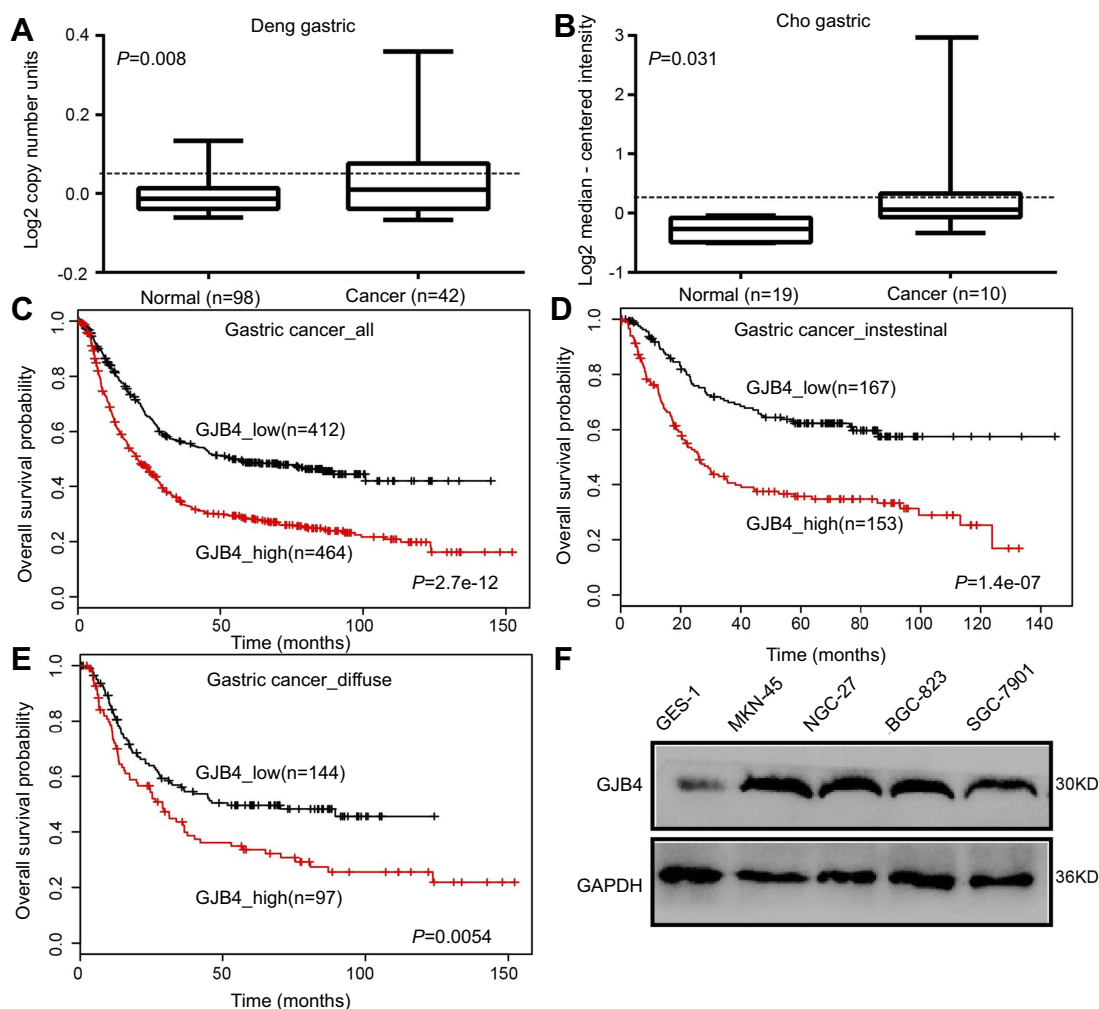 A
Deng gastric
P=0.008
Log2 copy number units
0.4
0.2
0.0
-0.2
Normal (n=98)
Cancer (n=42)
B
Cho gastric
P=0.031
Log2 median - centered intensity
3
2
1
0
-1
Normal (n=19)
Cancer (n=10)
C
Gastric cancer_all
Overall survival probability
1.0
0.8
0.6
0.4
0.2
0.0
GJB4_low(n=412)
GJB4_high(n=464)
P=2.7e-12
0 50 100 150
Time (months)
D
Gastric cancer_instestinal
Overall survival probability
1.0
0.8
0.6
0.4
0.2
0.0
GJB4_low(n=167)
GJB4_high(n=153)
P=1.4e-07
0 20 40 60 80 100 120 140
Time (months)
E
Gastric cancer_diffuse
Overall survival probability
1.0
0.8
0.6
0.4
0.2
0.0
GJB4_low(n=144)
GJB4_high(n=97)
P=0.0054
0 50 100 150
Time (months)
F
GES-1 MKN-45 NGC-27 BGC-823 SGC-7901
GJB4 30KD
GAPDH 36KD